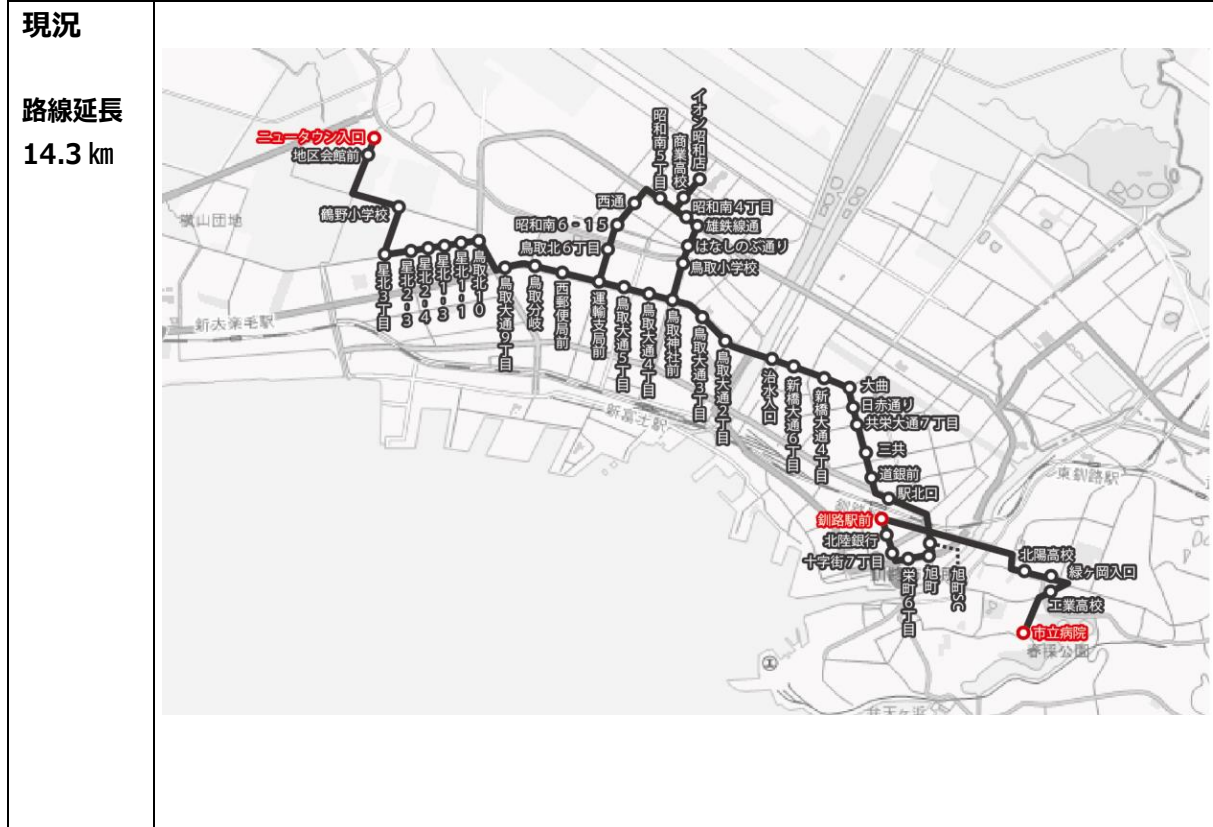 現況
路線延長
14.3 ㎞
ニュータウン入口
地区会館前
鶴野小学校
星北3丁目
星北2-3
星北2-4
星北1-3
星北1-1
鳥取北10
鳥取大通9丁目
鳥取分岐
西郵便局前
運輸支局前
鳥取北6丁目
昭和南6-15
西通
昭和南5丁目
商業高校
イオン昭和店
昭和南4丁目
雄鉄線通
はなしのぶ通り
鳥取小学校
鳥取大通5丁目
鳥取大通4丁目
鳥取神社前
鳥取大通3丁目
鳥取大通2丁目
治水入口
新橋大通6丁目
新橋大通4丁目
大曲
日赤通り
共栄大通7丁目
三共
道銀前
駅北口
釧路駅前
北陸銀行
十字街7丁目
栄町6丁目
旭町
旭町SC
北陽高校
緑ヶ岡入口
工業高校
市立病院
新大楽毛駅
新富士駅
東釧路駅
春採公園
弁天ヶ浜